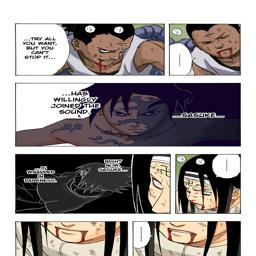 ...TRY ALL
YOU WANT,
BUT YOU
CAN'T
STOP IT...
...HAS
WILLINGLY
JOINED THE
SOUND.
...SASUKE...
RIGHT
NOW,
SASUKE...
...IS
WRAPPED
IN
DARKNESS.